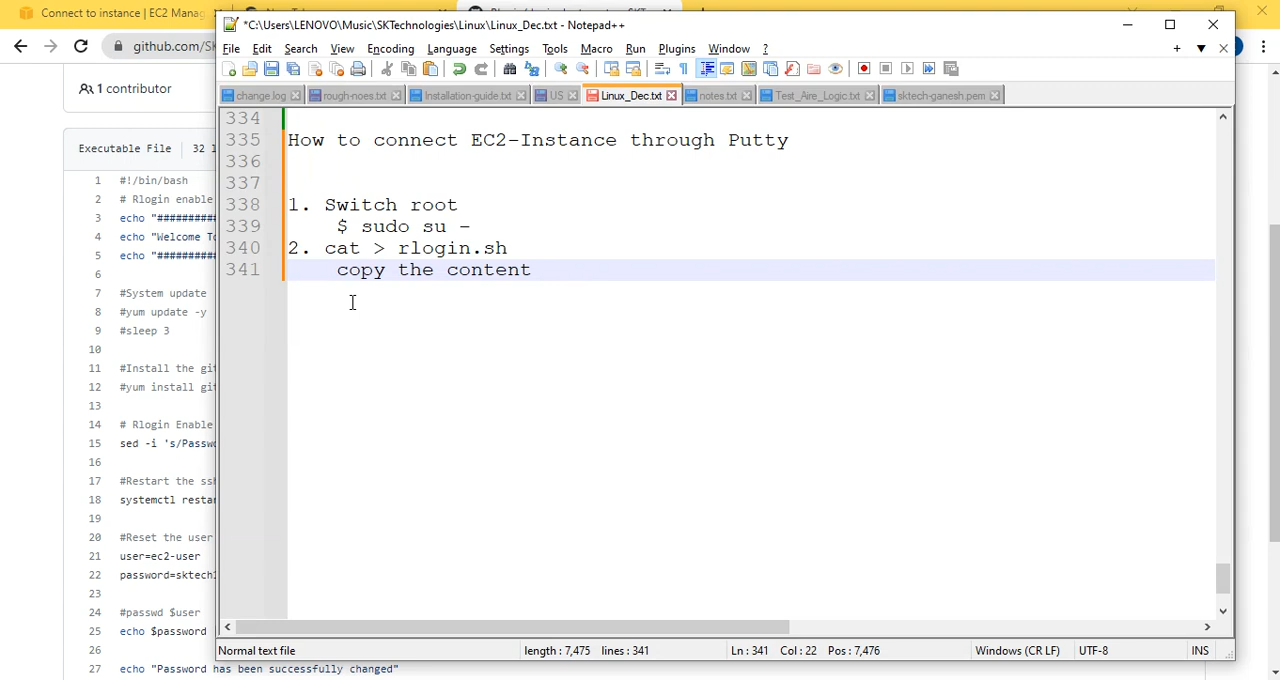 Connect to instance | EC2 Manag
*C:\Users\LENOVO\Music\SKTechnologies\Linux\Linux_Dec.txt - Notepad++
github.com/SK
File Edit Search View Encoding Language Settings Tools Macro Run Plugins Window ?
change.log rough-noes.txt Installation-guide.txt US Linux_Dec.txt notes.txt Test_Aire_Logic.txt sktech-ganesh.pem
1 contributor
Executable File 32 l
334
335 How to connect EC2-Instance through Putty
336
337
338 1. Switch root
339 $ sudo su -
340 2. cat > rlogin.sh
341 copy the content
1 #!/bin/bash
2 # Rlogin enable
3 echo "##########
4 echo "Welcome To
5 echo "##########
6
7 #System update
8 #yum update -y
9 #sleep 3
10
11 #Install the git
12 #yum install git
13
14 # Rlogin Enable
15 sed -i 's/Passwo
16
17 #Restart the ssh
18 systemctl restar
19
20 #Reset the user
21 user=ec2-user
22 password=sktech1
23
24 #passwd $user
25 echo $password
26
27 echo "Password has been successfully changed"
Normal text file length : 7,475 lines : 341 Ln : 341 Col : 22 Pos : 7,476 Windows (CR LF) UTF-8 INS